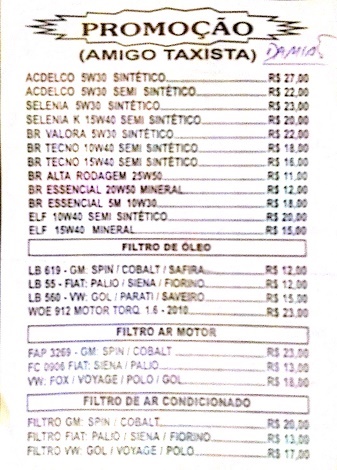 PROMOÇÃO
(AMIGO TAXISTA)
ACDELCO 5W30 SINTÉTICO R$ 27,00
ACDELCO 5W30 SEMI SINTÉTICO R$ 22,00
SELENIA 5W30 SINTÉTICO R$ 23,00
SELENIA K 15W40 SEMI SINTÉTICO R$ 20,00
BR VALORA 5W30 SINTÉTICO R$ 22,00
BR TECNO 10W40 SEMI SINTÉTICO R$ 18,00
BR TECNO 15W40 SEMI SINTÉTICO R$ 16,00
BR ALTA RODAGEM 25W50 R$ 11,00
BR ESSENCIAL 20W50 MINERAL R$ 12,00
BR ESSENCIAL 5M 10W30 R$ 18,00
ELF 10W40 SEMI SINTÉTICO R$ 20,00
ELF 15W40 MINERAL R$ 15,00
FILTRO DE ÓLEO
LB 619 - GM: SPIN / COBALT / SAFIRA R$ 12,00
LB 55 - FIAT: PALIO / SIENA / FIORINO R$ 12,00
LB 560 - VW: GOL / PARATI / SAVEIRO R$ 15,00
WOE 912 MOTOR TORQ. 1.6 - 2010 R$ 23,00
FILTRO AR MOTOR
FAP 3269 - GM: SPIN / COBALT R$ 23,00
FC 0906 FIAT: SIENA / PALIO R$ 13,00
VW: FOX / VOYAGE / POLO / GOL R$ 18,00
FILTRO DE AR CONDICIONADO
FILTRO GM: SPIN / COBALT R$ 20,00
FILTRO FIAT: PALIO / SIENA / FIORINO R$ 13,00
FILTRO VW: GOL / VOYAGE / POLO R$ 17,00